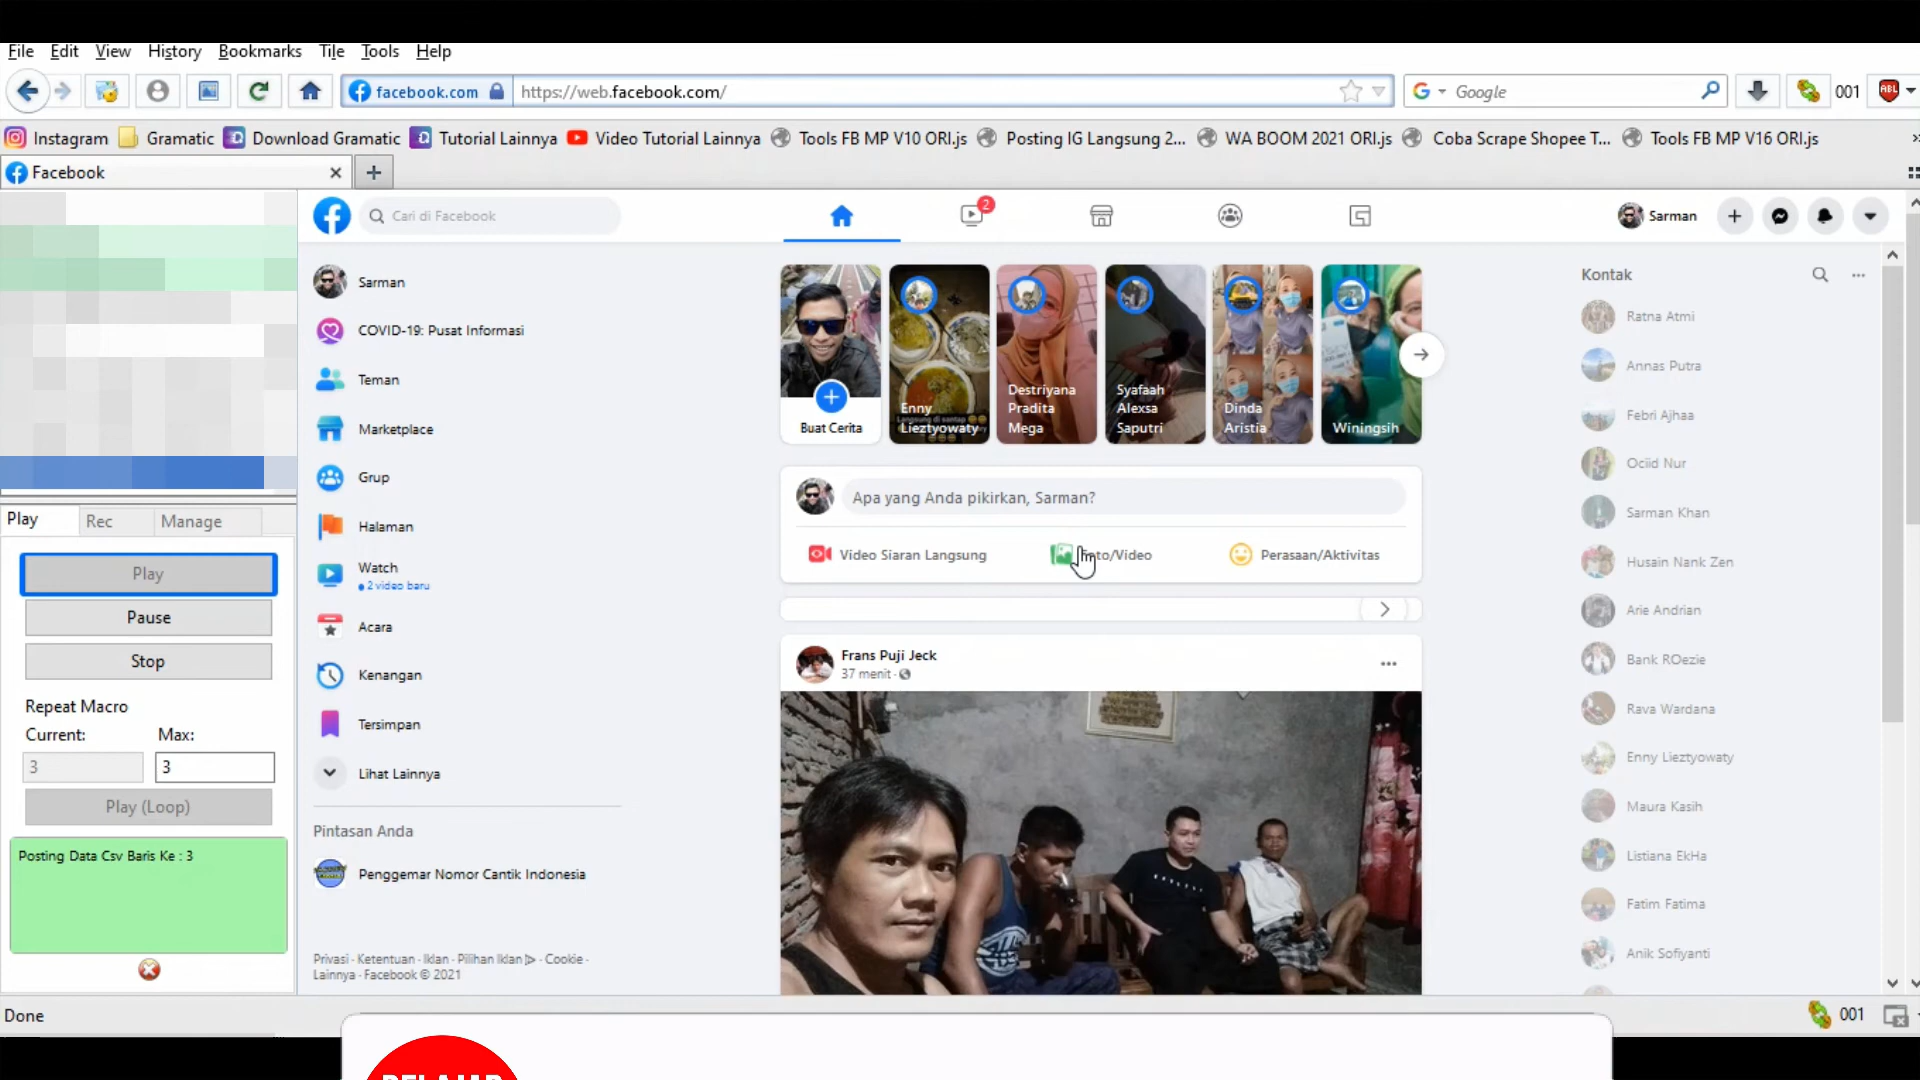 File Edit View History Bookmarks Tile Tools Help
facebook.com https://web.facebook.com/ Google 001
Instagram Gramatic Download Gramatic Tutorial Lainnya Video Tutorial Lainnya Tools FB MP V10 ORI.js Posting IG Langsung 2... WA BOOM 2021 ORI.js Coba Scrape Shopee T... Tools FB MP V16 ORI.js
Facebook
Cari di Facebook
2
Sarman
Play Rec Manage
Play
Pause
Stop
Repeat Macro
Current: Max:
3 3
Play (Loop)
Posting Data Csv Baris Ke : 3
Sarman
COVID-19: Pusat Informasi
Teman
Marketplace
Grup
Halaman
Watch
2 video baru
Acara
Kenangan
Tersimpan
Lihat Lainnya
Pintasan Anda
Penggemar Nomor Cantik Indonesia
Privasi · Ketentuan · Iklan · Pilihan Iklan · Cookie ·
Lainnya · Facebook © 2021
Buat Cerita
Enny
Lieztyowaty
Destriyana
Pradita
Mega
Syafaah
Alexsa
Saputri
Dinda
Aristia
Winingsih
Apa yang Anda pikirkan, Sarman?
Video Siaran Langsung
to/Video
Perasaan/Aktivitas
Frans Puji Jeck
37 menit ·
Kontak
Ratna Atmi
Annas Putra
Febri Ajhaa
Ociid Nur
Sarman Khan
Husain Nank Zen
Arie Andrian
Bank ROezie
Rava Wardana
Enny Lieztyowaty
Maura Kasih
Listiana EkHa
Fatim Fatima
Anik Sofiyanti
Done
001